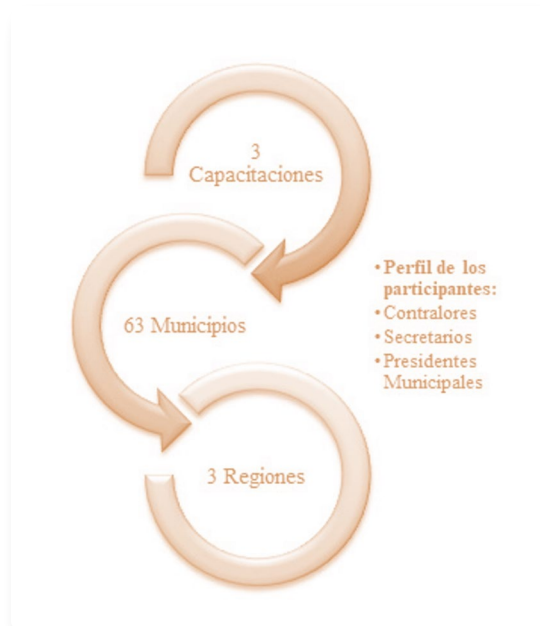 3
Capacitaciones
63 Municipios
3 Regiones
• Perfil de los
participantes:
• Contralores
• Secretarios
• Presidentes
Municipales